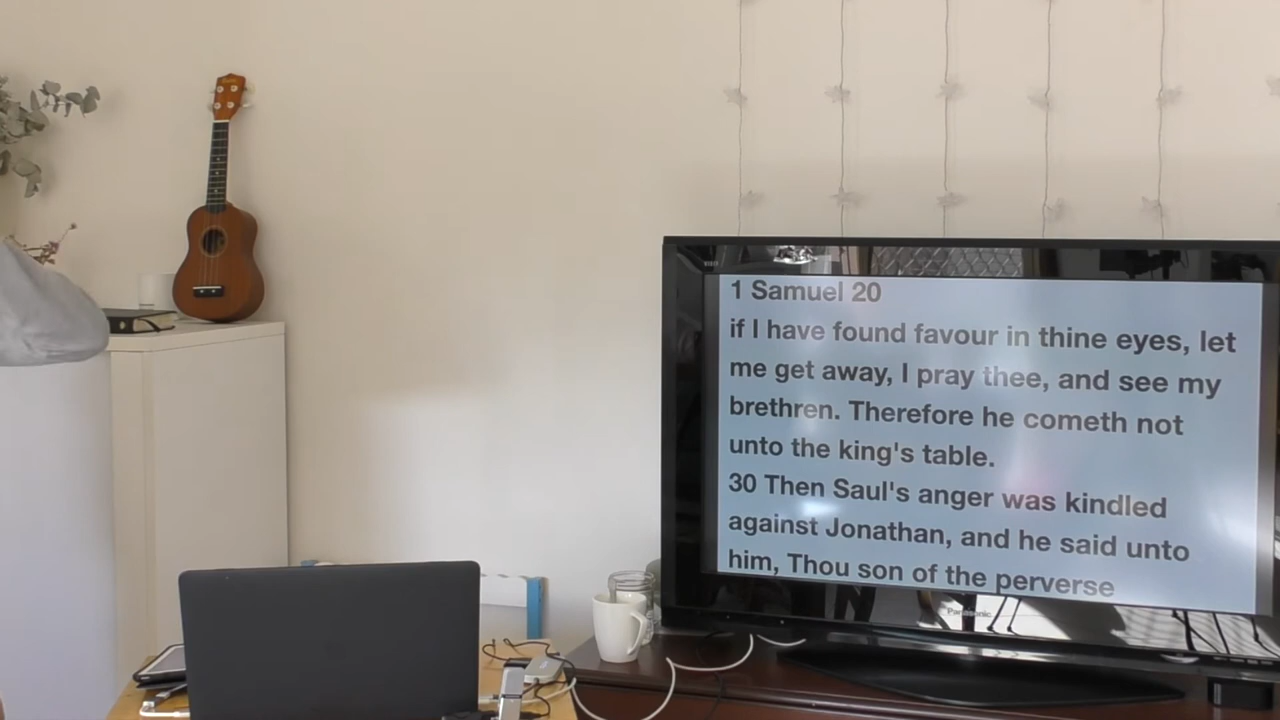 1 Samuel 20
if I have found favour in thine eyes, let
me get away, I pray thee, and see my
brethren. Therefore he cometh not
unto the king's table.
30 Then Saul's anger was kindled
against Jonathan, and he said unto
him, Thou son of the perverse
Panasonic